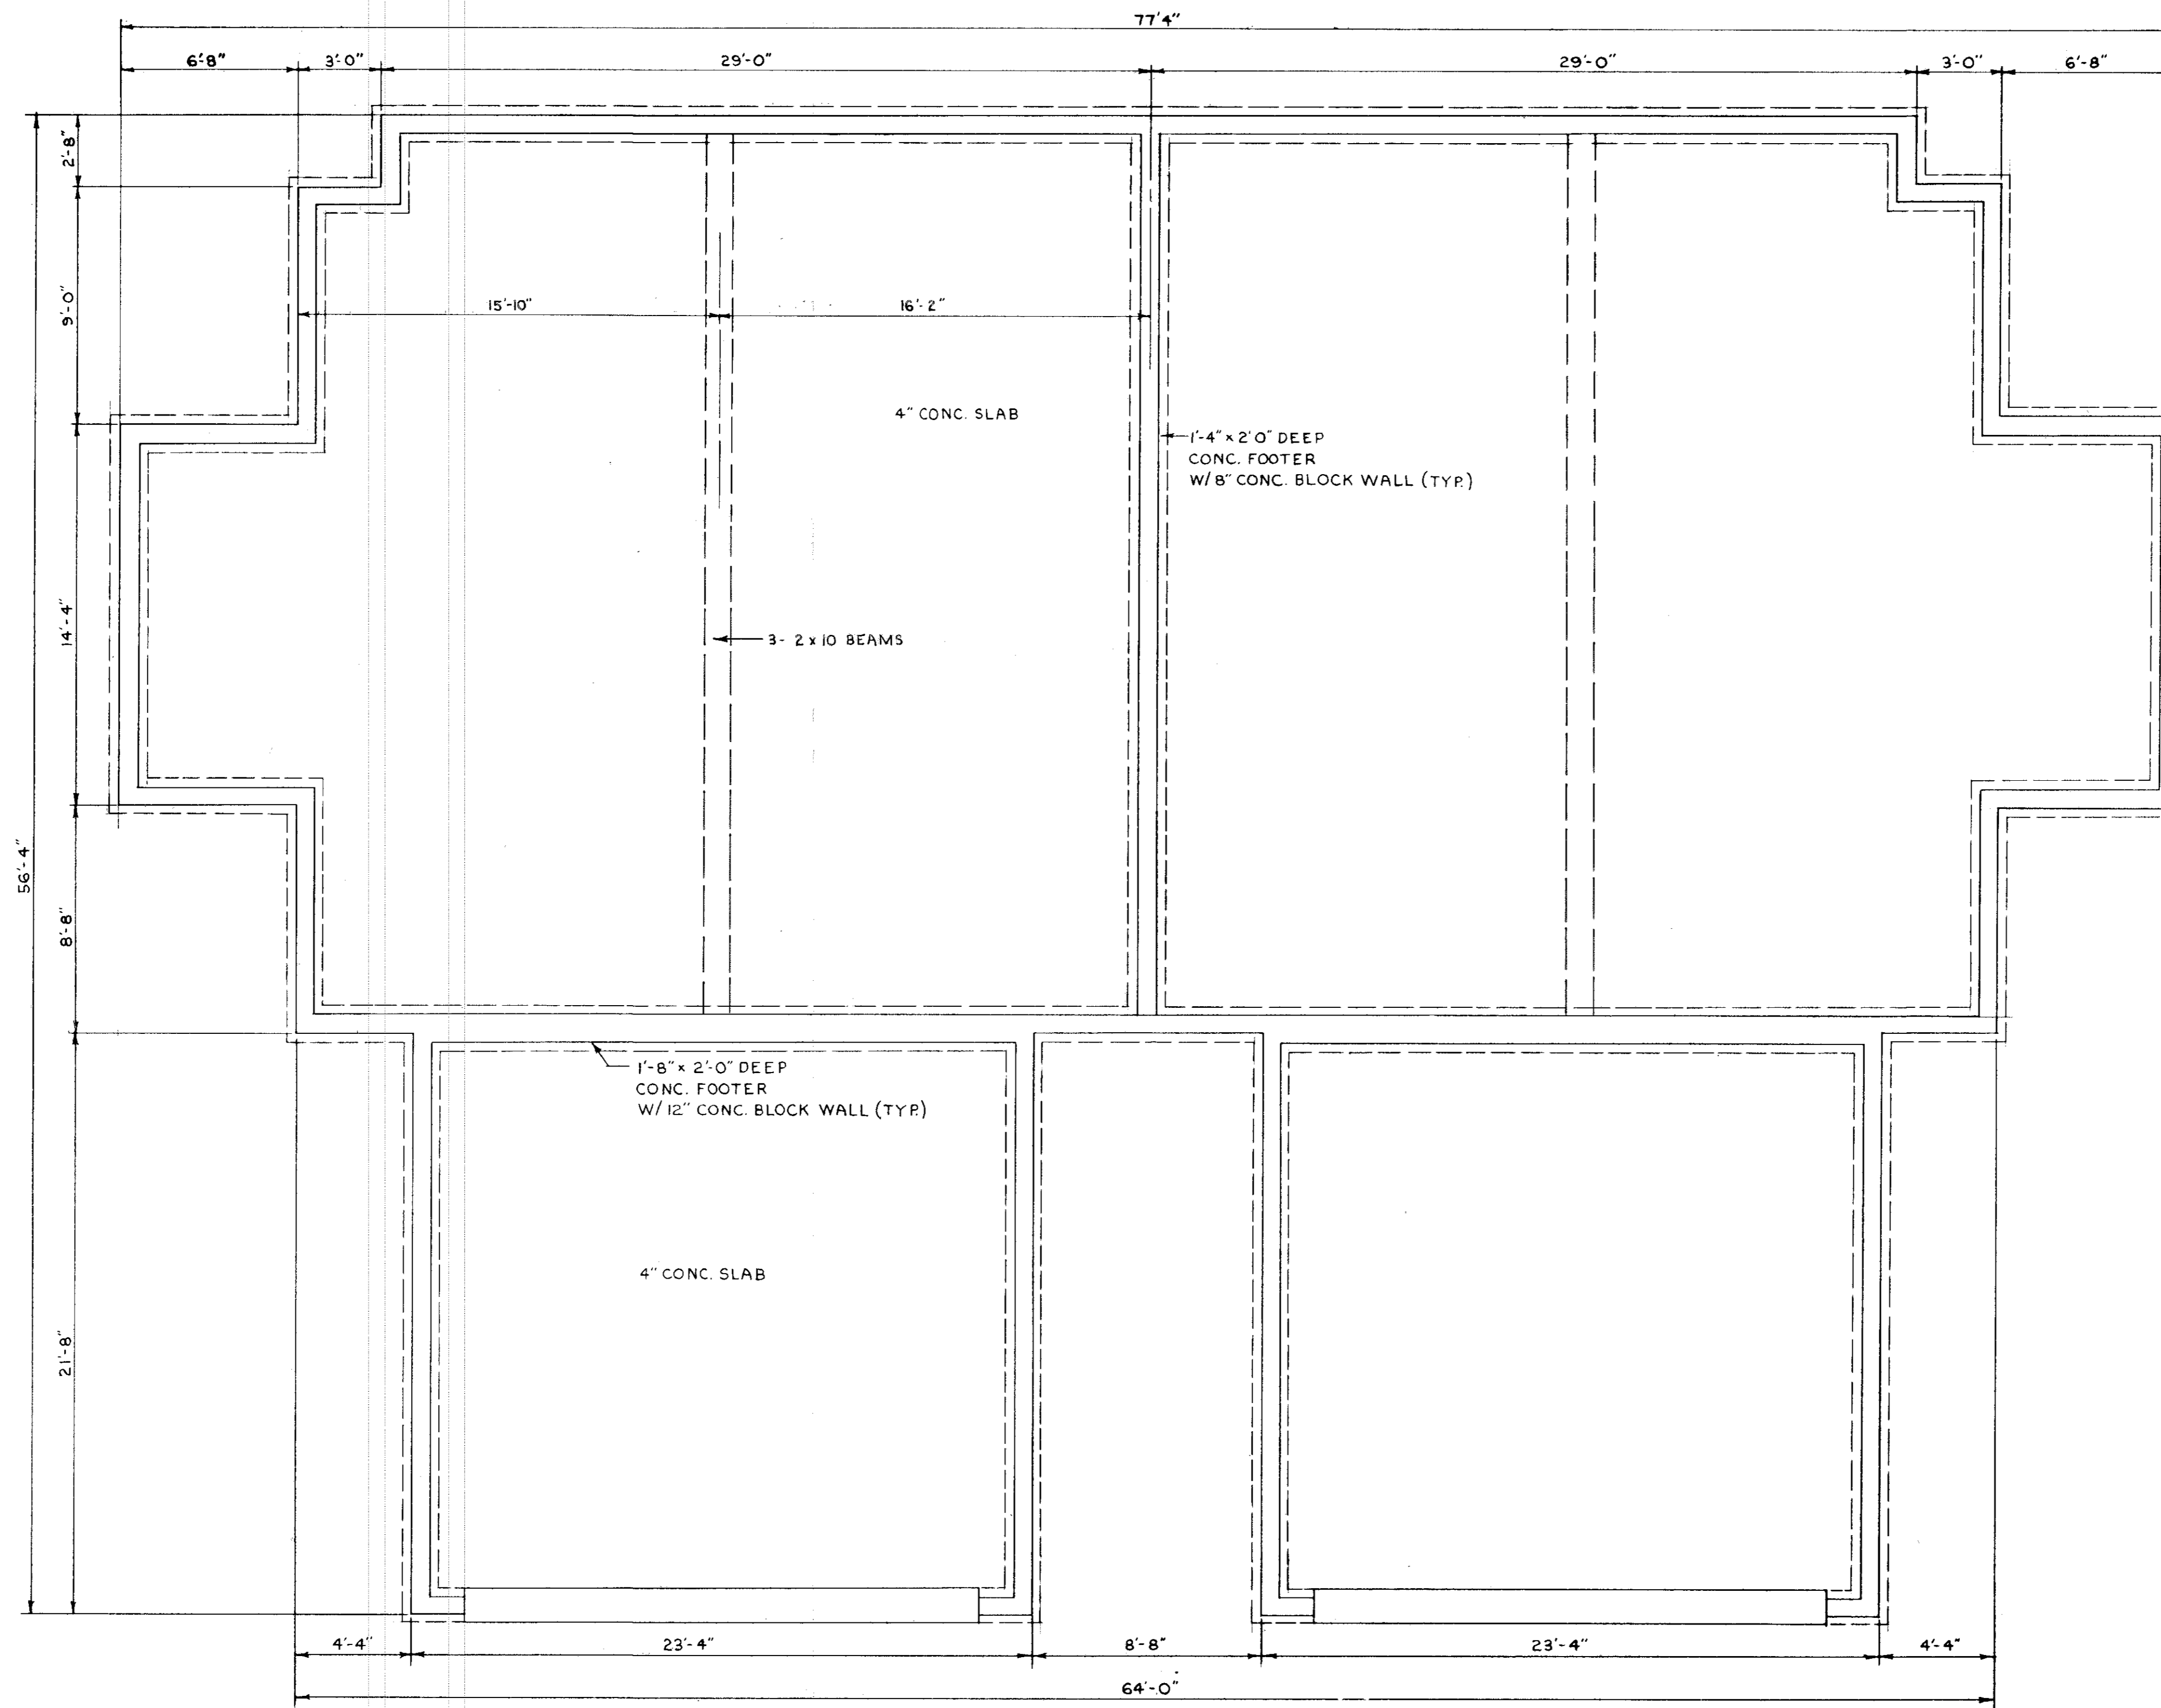 77'4"
6'-8"
3'-0"
29'-0"
29'-0"
3'-0"
6'-8"
2'-8"
9'-0"
15'-10"
16'-2"
4" CONC. SLAB
1'-4" x 2'0" DEEP
CONC. FOOTER
W/ 8" CONC. BLOCK WALL (TYP.)
14'-4"
3- 2 x 10 BEAMS
56'-4"
8'-8"
1'-8" x 2'-0" DEEP
CONC. FOOTER
W/ 12" CONC. BLOCK WALL (TYP.)
4" CONC. SLAB
21'-8"
4'-4"
23'-4"
8'-8"
23'-4"
4'-4"
64'-0"